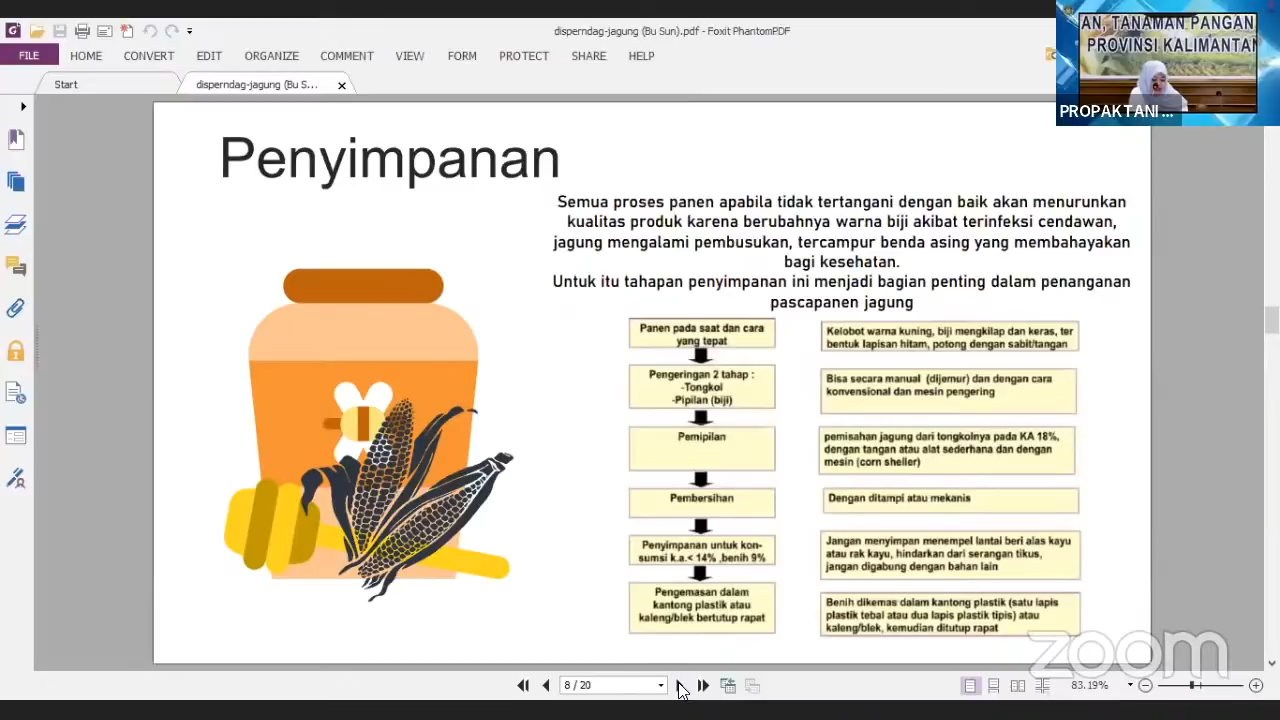 disperndag-jagung (Bu Sun).pdf - Foxit PhantomPDF
FILE HOME CONVERT EDIT ORGANIZE COMMENT VIEW FORM PROTECT SHARE HELP
Start
disperndag-jagung (Bu S...
AN, TANAMAN PANGAN
PROVINSI KALIMANTAN
PROPAKTANI ...
Penyimpanan
Semua proses panen apabila tidak tertangani dengan baik akan menurunkan
kualitas produk karena berubahnya warna biji akibat terinfeksi cendawan,
jagung mengalami pembusukan, tercampur benda asing yang membahayakan
bagi kesehatan.
Untuk itu tahapan penyimpanan ini menjadi bagian penting dalam penanganan
pascapanen jagung
Panen pada saat dan cara
yang tepat
Kelobot warna kuning, biji mengkilap dan keras, ter
bentuk lapisan hitam, potong dengan sabit/tangan
Pengeringan 2 tahap :
-Tongkol
-Pipilan (biji)
Bisa secara manual (dijemur) dan dengan cara
konvensional dan mesin pengering
Pemipilan
pemisahan jagung dari tongkolnya pada KA 18%,
dengan tangan atau alat sederhana dan dengan
mesin (corn sheller)
Pembersihan
Dengan ditampi atau mekanis
Penyimpanan untuk kon-
sumsi k.a.< 14% ,benih 9%
Jangan menyimpan menempel lantai beri alas kayu
atau rak kayu, hindarkan dari serangan tikus,
jangan digabung dengan bahan lain
Pengemasan dalam
kantong plastik atau
kaleng/blek bertutup rapat
Benih dikemas dalam kantong plastik (satu lapis
plastik tebal atau dua lapis plastik tipis) atau
kaleng/blek, kemudian ditutup rapat
zoom
8 / 20
83.19%